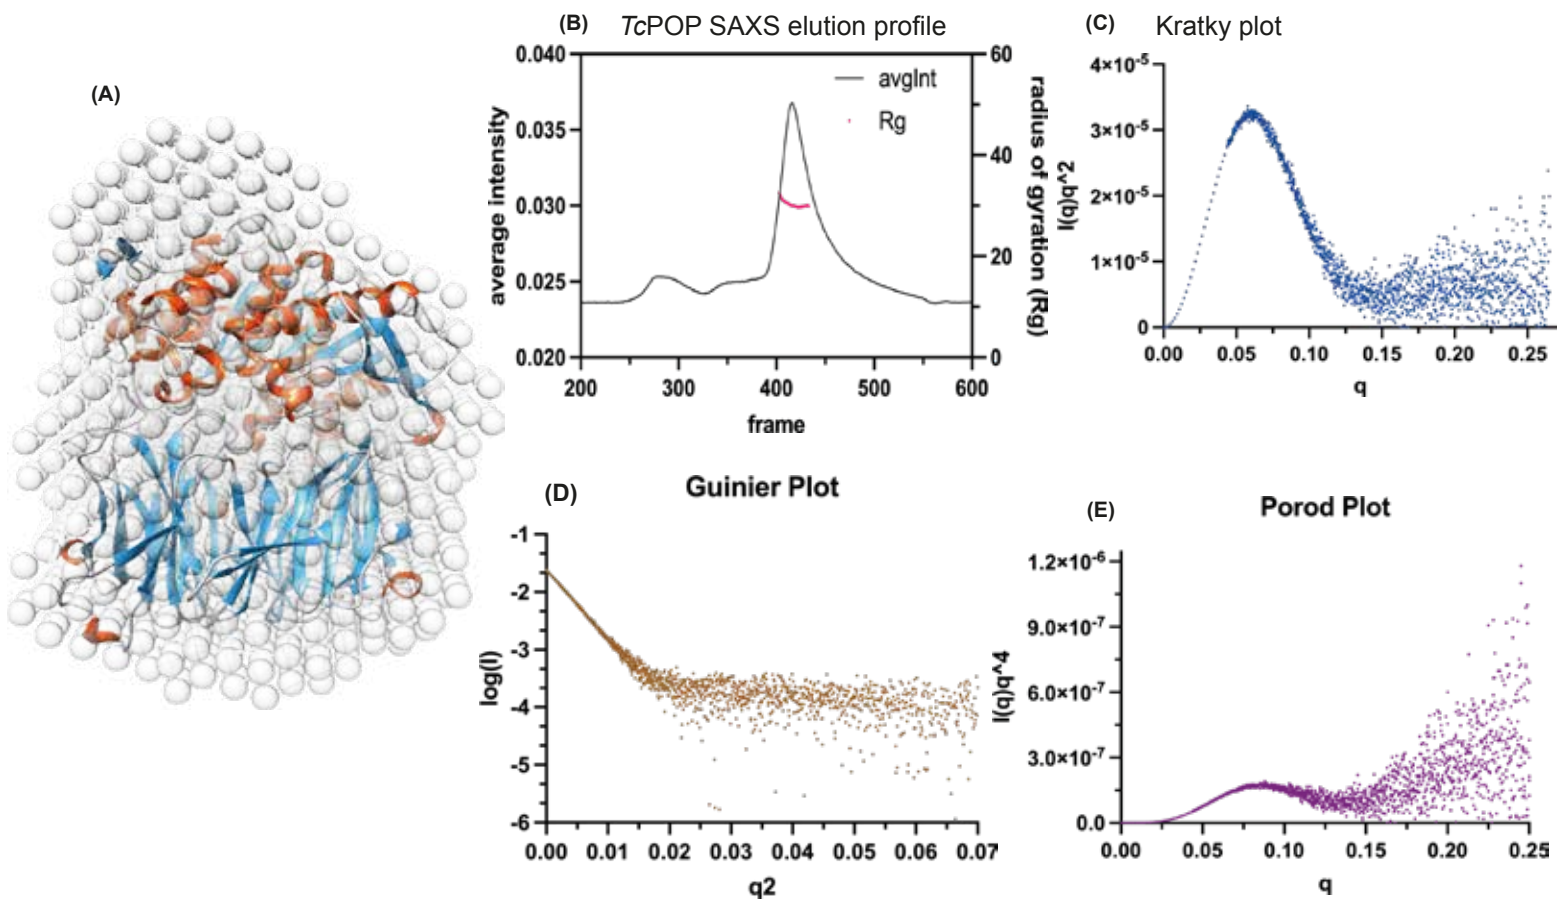 (A)
(B) TcPOP SAXS elution profile
0.040
0.035
0.030
0.025
0.020
average intensity
avgInt
Rg
60
40
20
0
radius of gyration (Rg)
200 300 400 500 600
frame
(C) Kratky plot
4×10-5
3×10-5
2×10-5
1×10-5
0
I(q)q^2
0.00 0.05 0.10 0.15 0.20 0.25
q
(D) Guinier Plot
-1
-2
-3
-4
-5
-6
log(I)
0.00 0.01 0.02 0.03 0.04 0.05 0.06 0.07
q2
(E) Porod Plot
1.2×10-6
9.0×10-7
6.0×10-7
3.0×10-7
0.0
I(q)q^4
0.00 0.05 0.10 0.15 0.20 0.25
q